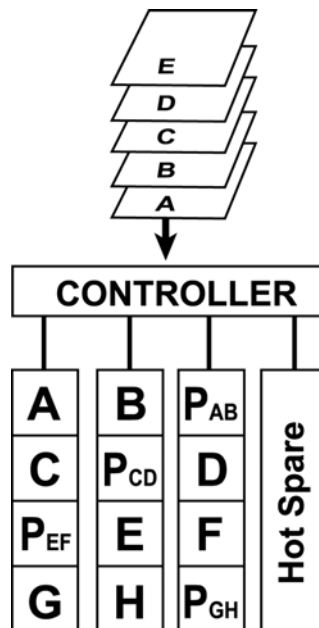 E
D
C
B
A
CONTROLLER
A B PAB
C PCD D
PEF E F
G H PGH
Hot Spare